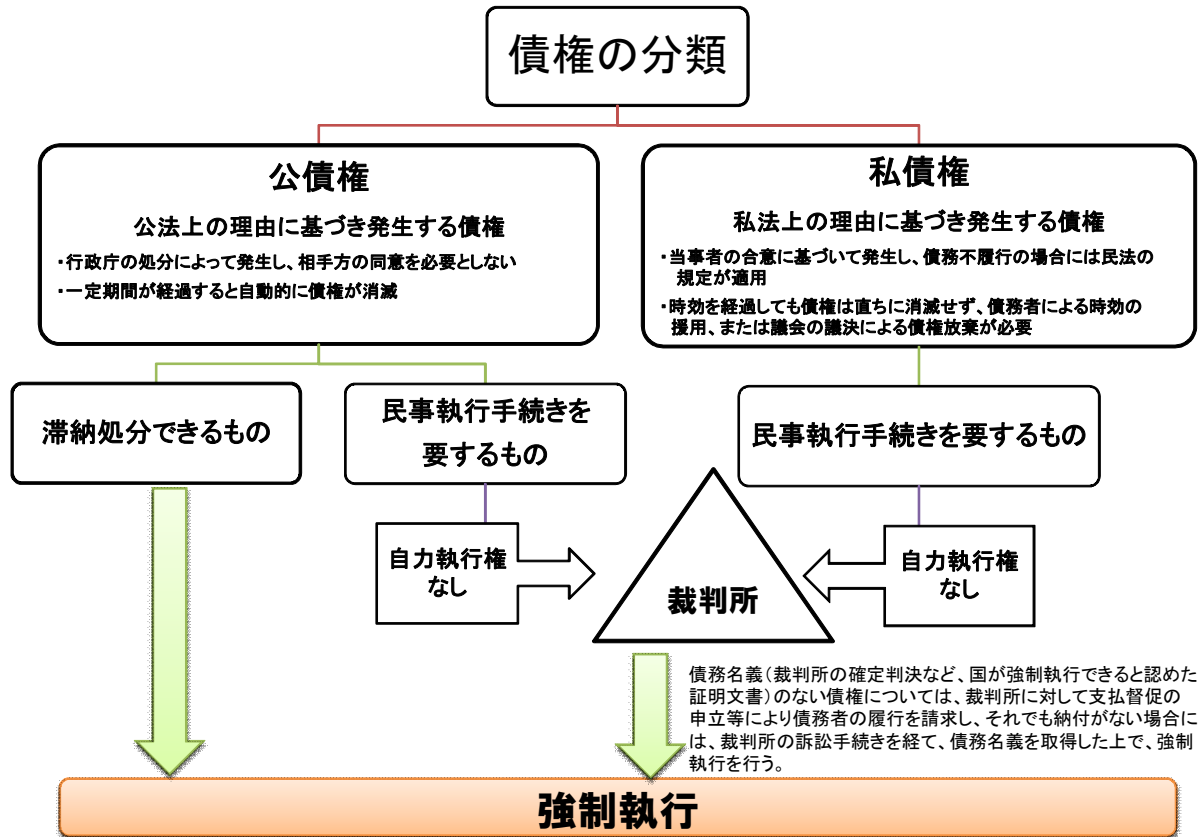 債権の分類
公債権
公法上の理由に基づき発生する債権
・行政庁の処分によって発生し、相手方の同意を必要としない
・一定期間が経過すると自動的に債権が消滅
私債権
私法上の理由に基づき発生する債権
・当事者の合意に基づいて発生し、債務不履行の場合には民法の
規定が適用
・時効を経過しても債権は直ちに消滅せず、債務者による時効の
援用、または議会の議決による債権放棄が必要
滞納処分できるもの
民事執行手続きを
要するもの
民事執行手続きを要するもの
自力執行権
なし
裁判所
自力執行権
なし
債務名義(裁判所の確定判決など、国が強制執行できると認めた
証明文書)のない債権については、裁判所に対して支払督促の
申立等により債務者の履行を請求し、それでも納付がない場合に
は、裁判所の訴訟手続きを経て、債務名義を取得した上で、強制
執行を行う。
強制執行